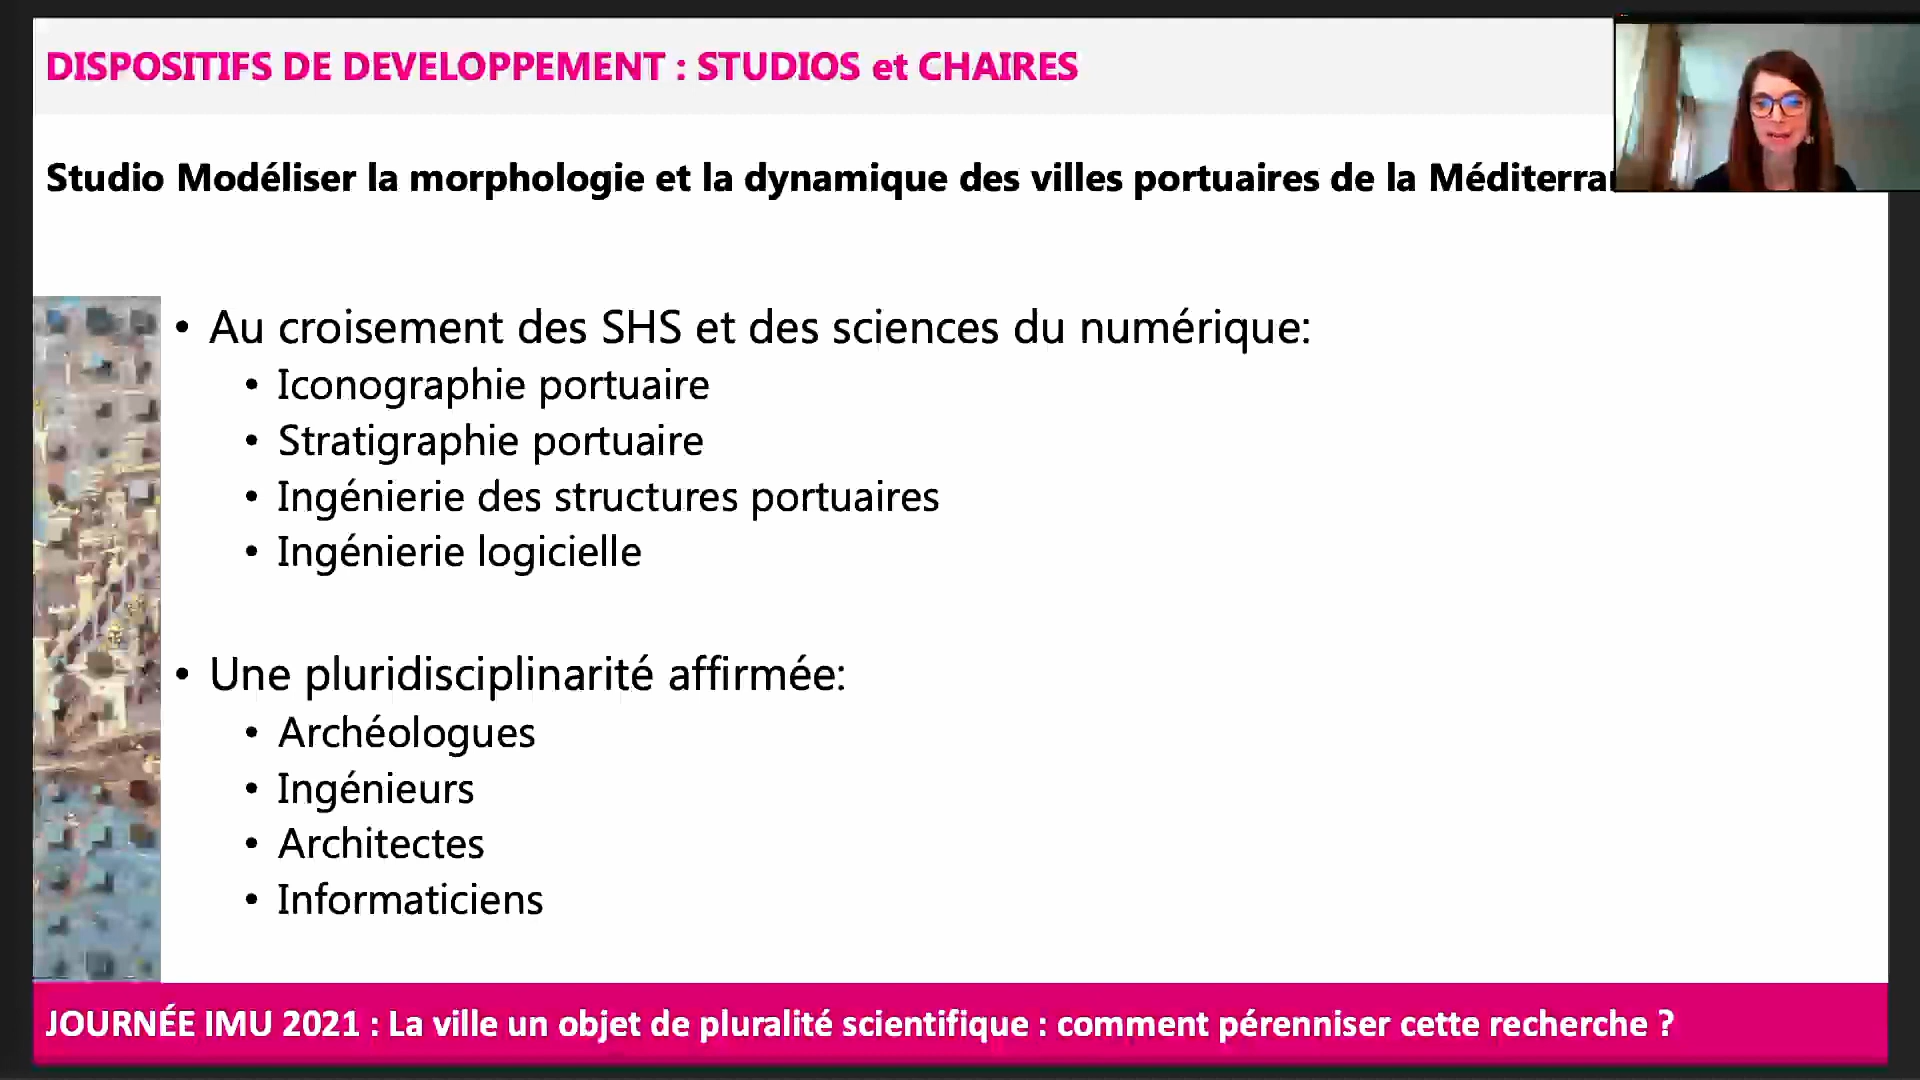 DISPOSITIFS DE DEVELOPPEMENT : STUDIOS et CHAIRES
Studio Modéliser la morphologie et la dynamique des villes portuaires de la
• Au croisement des SHS et des sciences du numérique:
• Iconographie portuaire
• Stratigraphie portuaire
• Ingénierie des structures portuaires
• Ingénierie logicielle
• Une pluridisciplinarité affirmée:
• Archéologues
• Ingénieurs
• Architectes
• Informaticiens
JOURNÉE IMU 2021 : La ville un objet de pluralité scientifique : comment pérenniser cette recherche ?